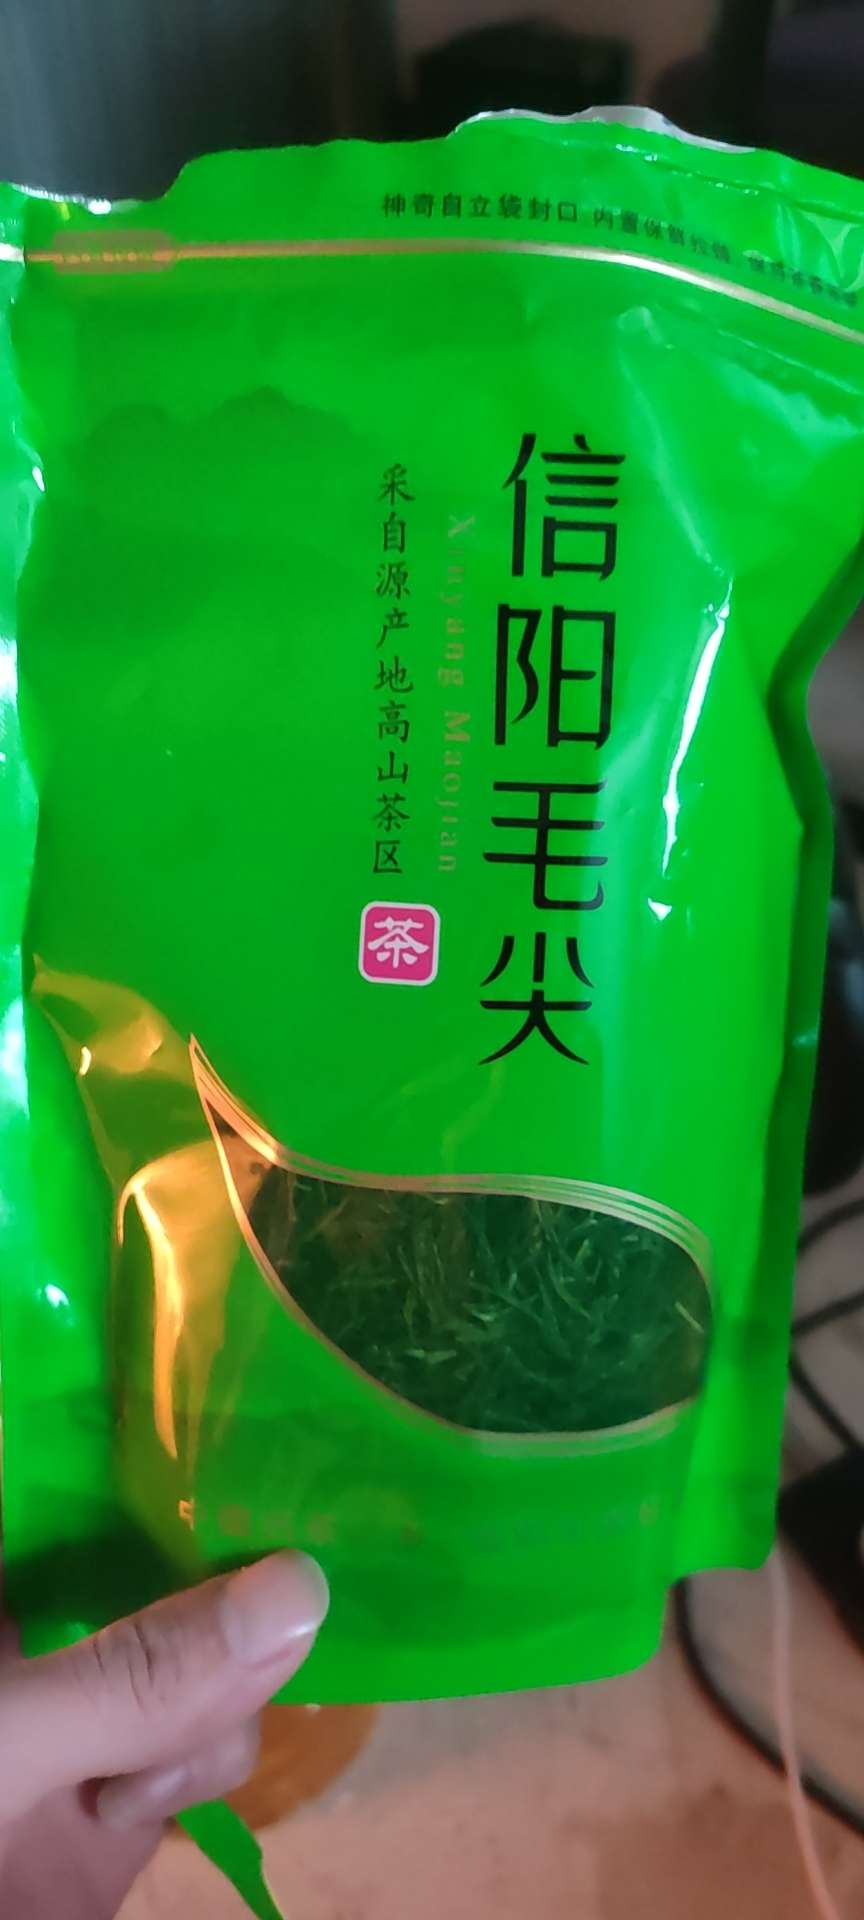 神奇自立袋封口 内置保鲜拉链
信阳毛尖
Xinyang Maojian
采自源产地高山茶区
茶